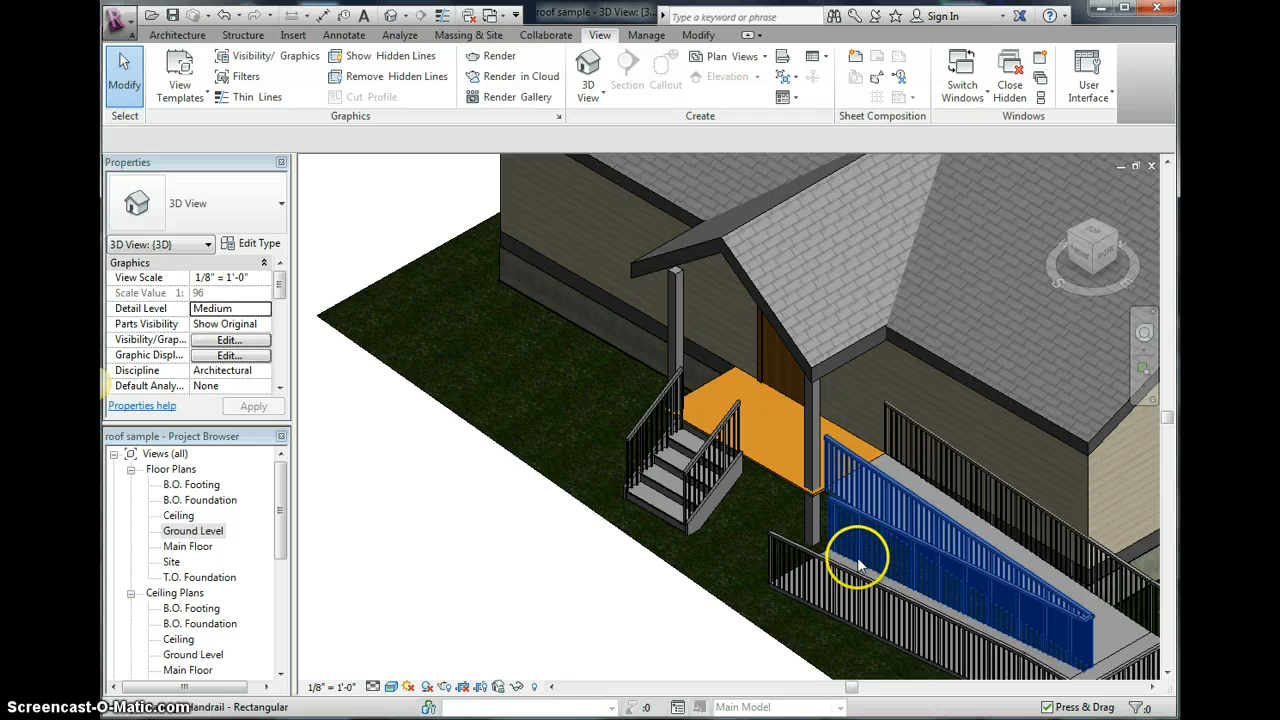 roof sample - 3D View: {3...
Type a keyword or phrase
Sign In
Architecture Structure Insert Annotate Analyze Massing & Site Collaborate View Manage Modify
Modify
View Templates
Visibility/ Graphics
Filters
Thin Lines
Show Hidden Lines
Remove Hidden Lines
Cut Profile
Render
Render in Cloud
Render Gallery
3D View
Section
Callout
Plan Views
Elevation
Switch Windows
Close Hidden
User Interface
Select Graphics Create Sheet Composition Windows
Properties
3D View
3D View: {3D} Edit Type
Graphics
View Scale 1/8" = 1'-0"
Scale Value 1: 96
Detail Level Medium
Parts Visibility Show Original
Visibility/Grap... Edit...
Graphic Displ... Edit...
Discipline Architectural
Default Analy... None
Properties help Apply
roof sample - Project Browser
Views (all)
Floor Plans
B.O. Footing
B.O. Foundation
Ceiling
Ground Level
Main Floor
Site
T.O. Foundation
Ceiling Plans
B.O. Footing
B.O. Foundation
Ceiling
Ground Level
Main Floor
TOP
FRONT
RIGHT
1/8" = 1'-0"
Screencast-O-Matic.com
Handrail - Rectangular
:0
Main Model
Press & Drag
:0